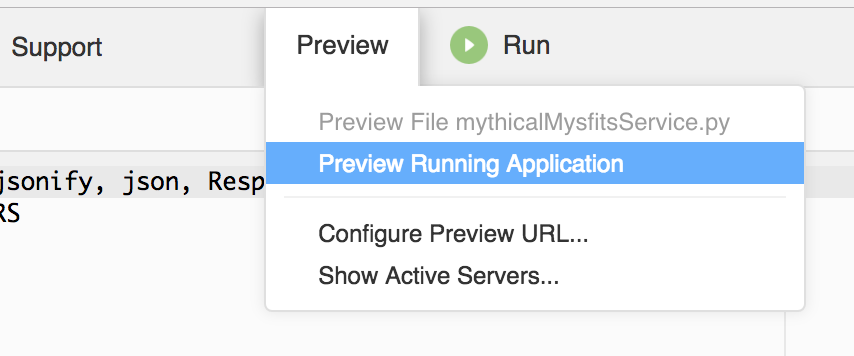 Support
Preview
Run
Preview File mythicalMysfitsService.py
Preview Running Application
jsonify, json, Resp
RS
Configure Preview URL...
Show Active Servers...